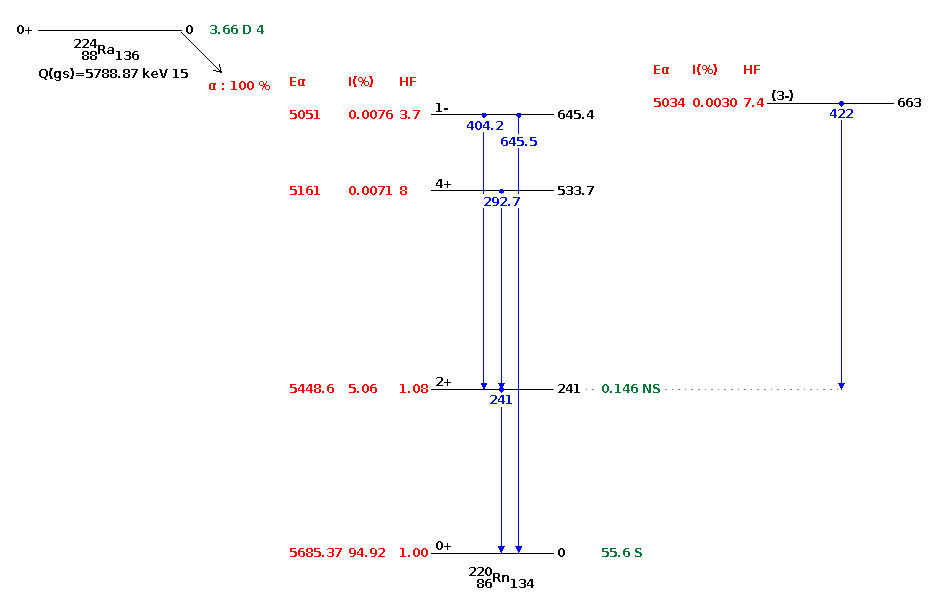 0+ 0 3.66 D 4
224
88Ra136
Q(gs)=5788.87 keV 15
α : 100 %
Eα I(%) HF
Eα I(%) HF
5034 0.0030 7.4 (3-) 663
422
5051 0.0076 3.7 1- 645.4
404.2
645.5
5161 0.0071 8 4+ 533.7
292.7
5448.6 5.06 1.08 2+ 241 0.146 NS
241
5685.37 94.92 1.00 0+ 0 55.6 S
220
86Rn134